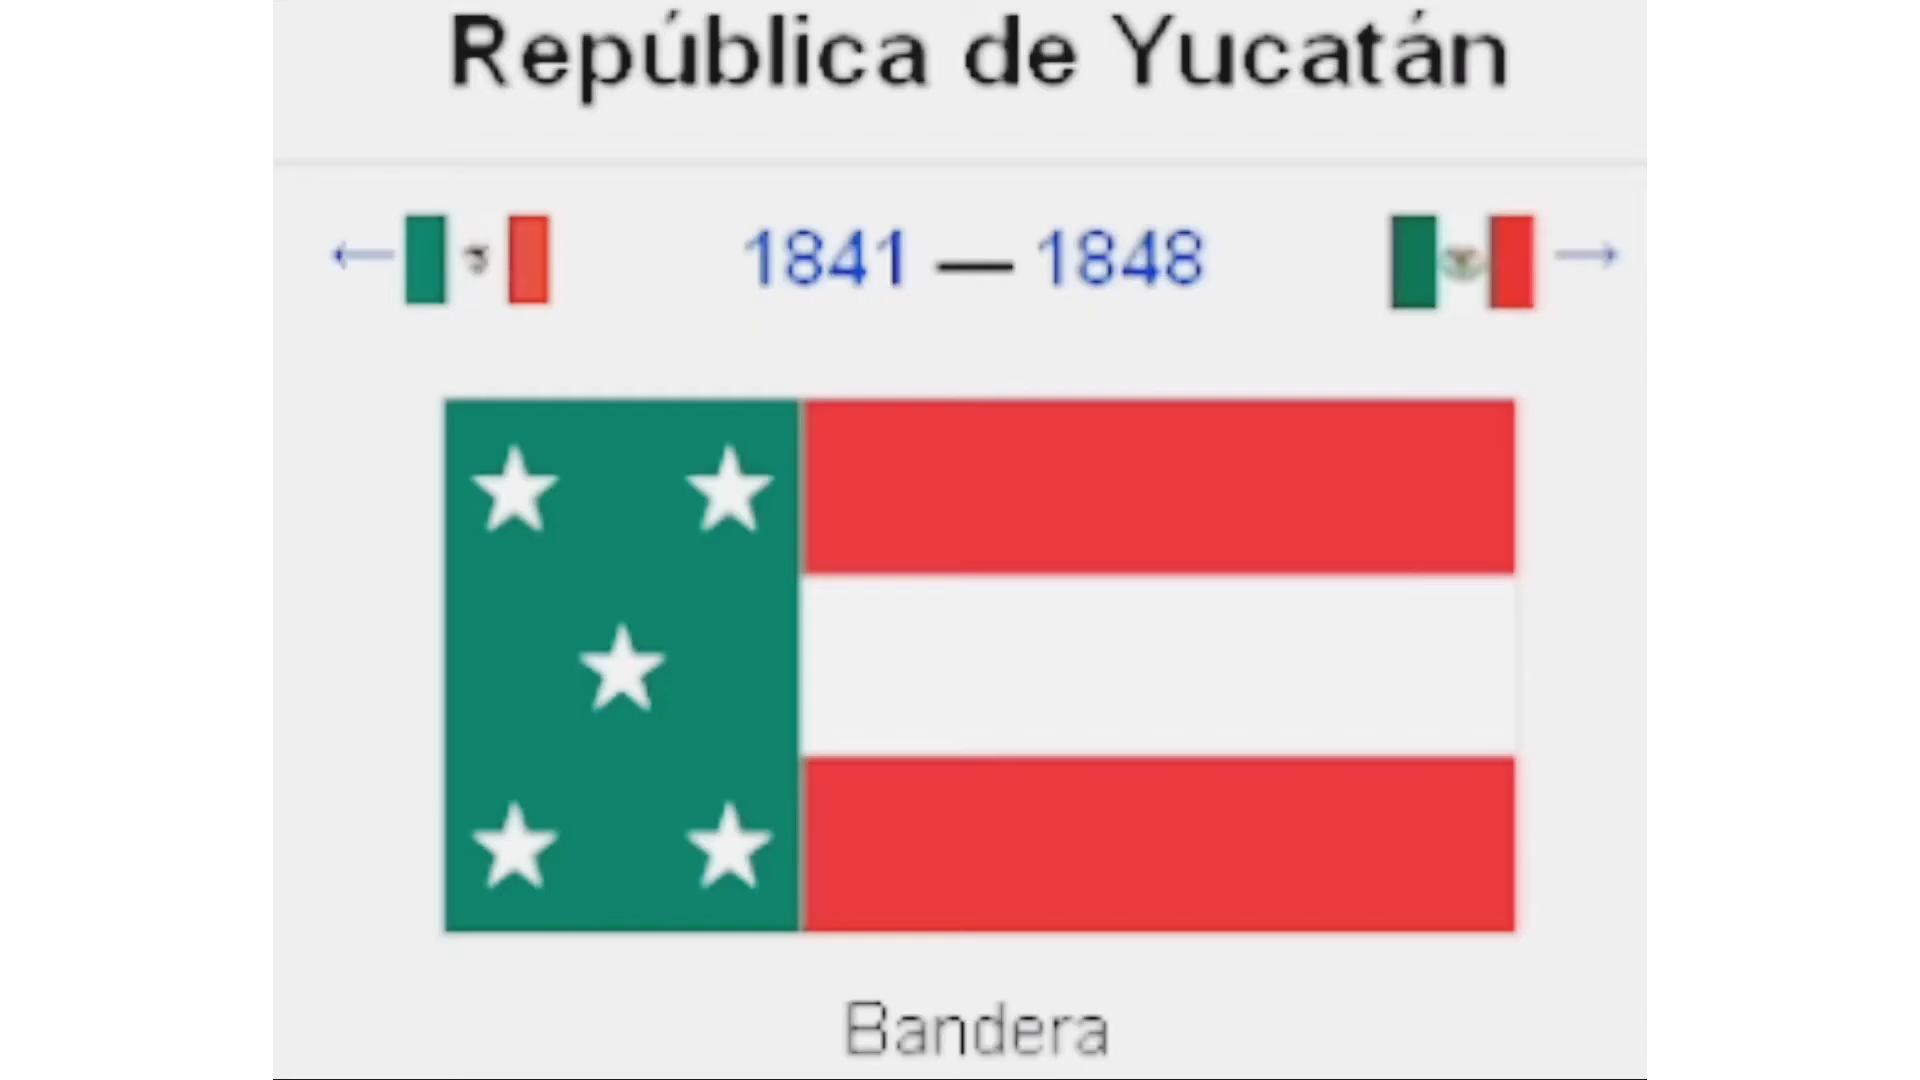 República de Yucatán
← 1841 — 1848 →
Bandera